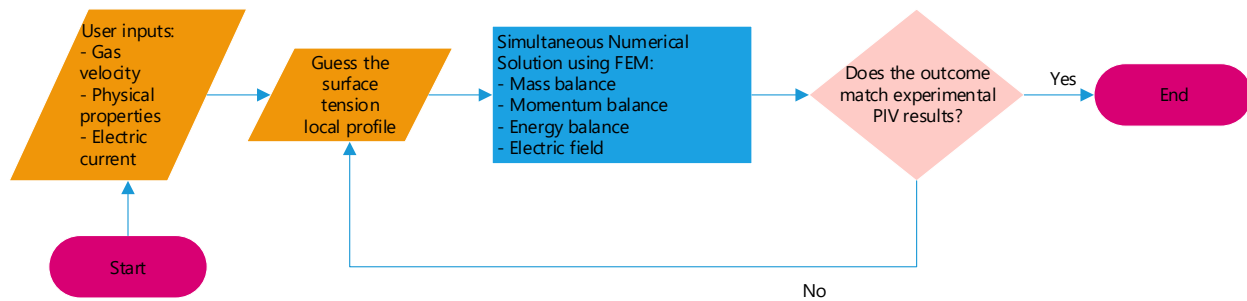 User inputs:
- Gas
velocity
- Physical
properties
- Electric
current
Guess the
surface
tension
local profile
Simultaneous Numerical
Solution using FEM:
- Mass balance
- Momentum balance
- Energy balance
- Electric field
Does the outcome
match experimental
PIV results?
Yes
End
Start
No